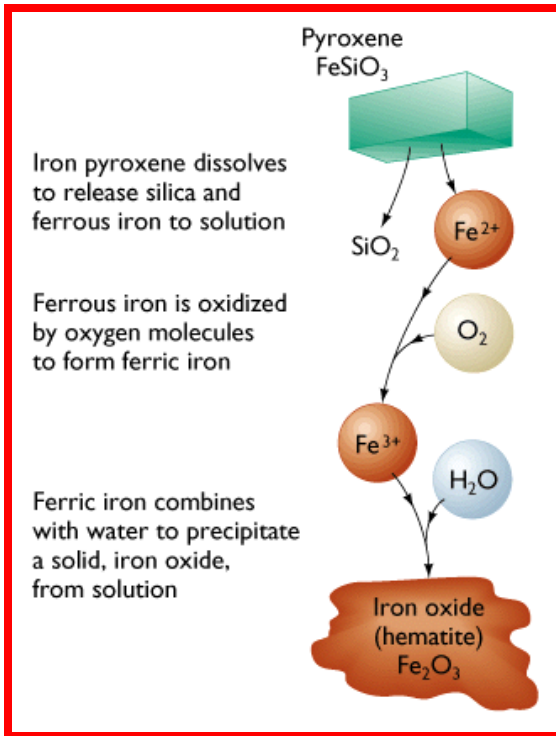 Pyroxene
FeSiO₃
Iron pyroxene dissolves
to release silica and
ferrous iron to solution
SiO₂
Fe²⁺
Ferrous iron is oxidized
by oxygen molecules
to form ferric iron
O₂
Fe³⁺
H₂O
Ferric iron combines
with water to precipitate
a solid, iron oxide,
from solution
Iron oxide
(hematite)
Fe₂O₃